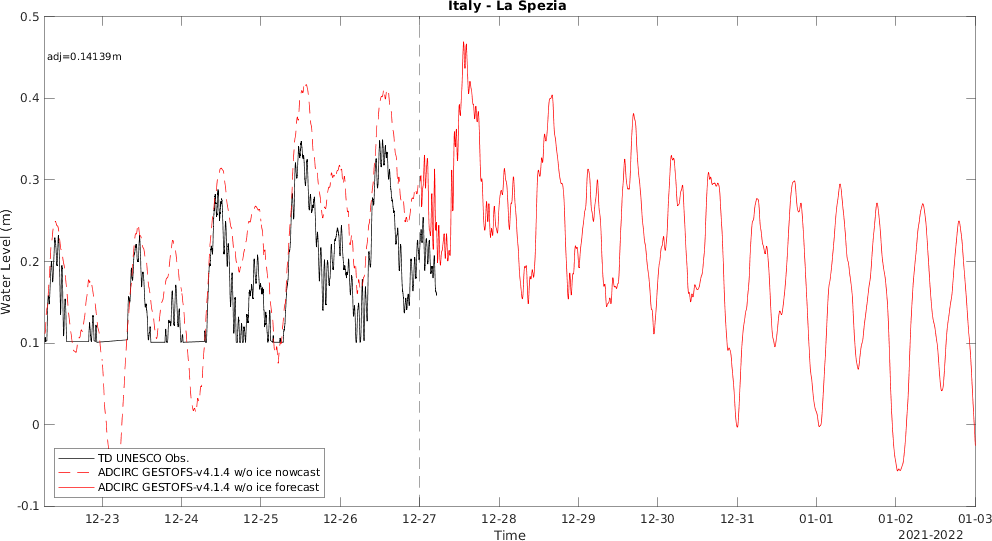 Italy - La Spezia
adj=0.14139m
Water Level (m)
0.5
0.4
0.3
0.2
0.1
0
-0.1
TD UNESCO Obs.
ADCIRC GESTOFS-v4.1.4 w/o ice nowcast
ADCIRC GESTOFS-v4.1.4 w/o ice forecast
12-23 12-24 12-25 12-26 12-27 12-28 12-29 12-30 12-31 01-01 01-02 01-03
2021-2022
Time